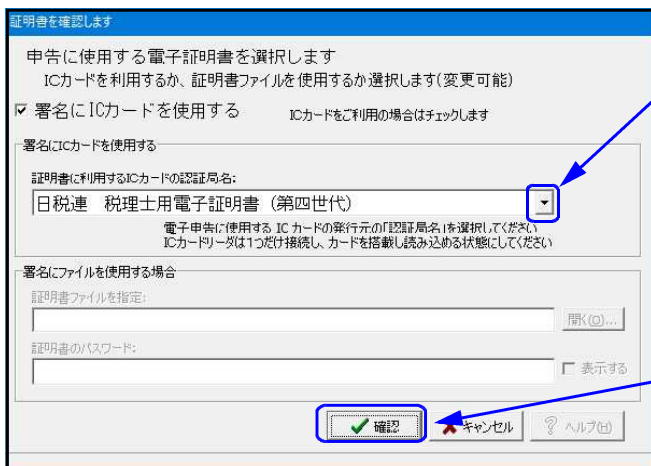 証明書を確認します
申告に使用する電子証明書を選択します
ICカードを利用するか、証明書ファイルを使用するか選択します(変更可能)
署名にICカードを使用する ICカードをご利用の場合はチェックします
署名にICカードを使用する
証明書に利用するICカードの認証局名:
日税連 税理士用電子証明書(第四世代)
電子申告に使用する IC カードの発行元の「認証局名」を選択してください
ICカードリーダは1つだけ接続し、カードを搭載し読み込める状態にしてください
署名にファイルを使用する場合
証明書ファイルを指定:
開く(O)...
証明書のパスワード:
表示する
確認 キャンセル ヘルプ(H)